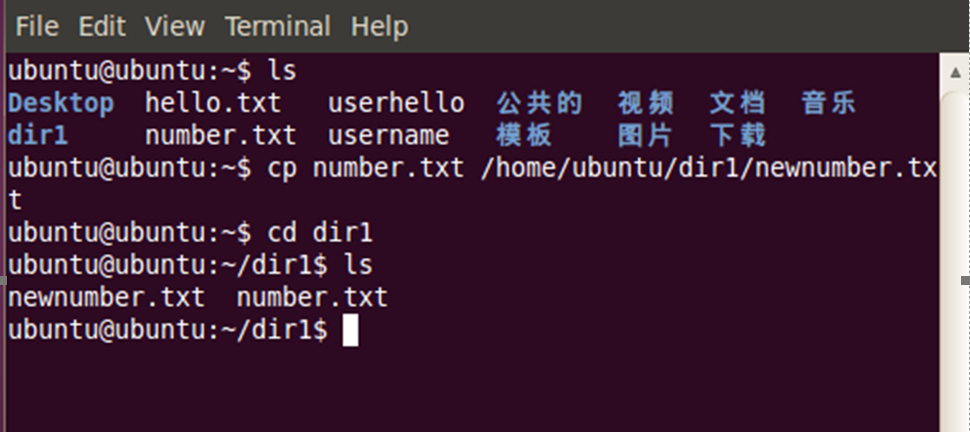 File Edit View Terminal Help
ubuntu@ubuntu:~$ ls
Desktop hello.txt userhello 公共的 视频 文档 音乐
dir1 number.txt username 模板 图片 下载
ubuntu@ubuntu:~$ cp number.txt /home/ubuntu/dir1/newnumber.tx
t
ubuntu@ubuntu:~$ cd dir1
ubuntu@ubuntu:~/dir1$ ls
newnumber.txt number.txt
ubuntu@ubuntu:~/dir1$